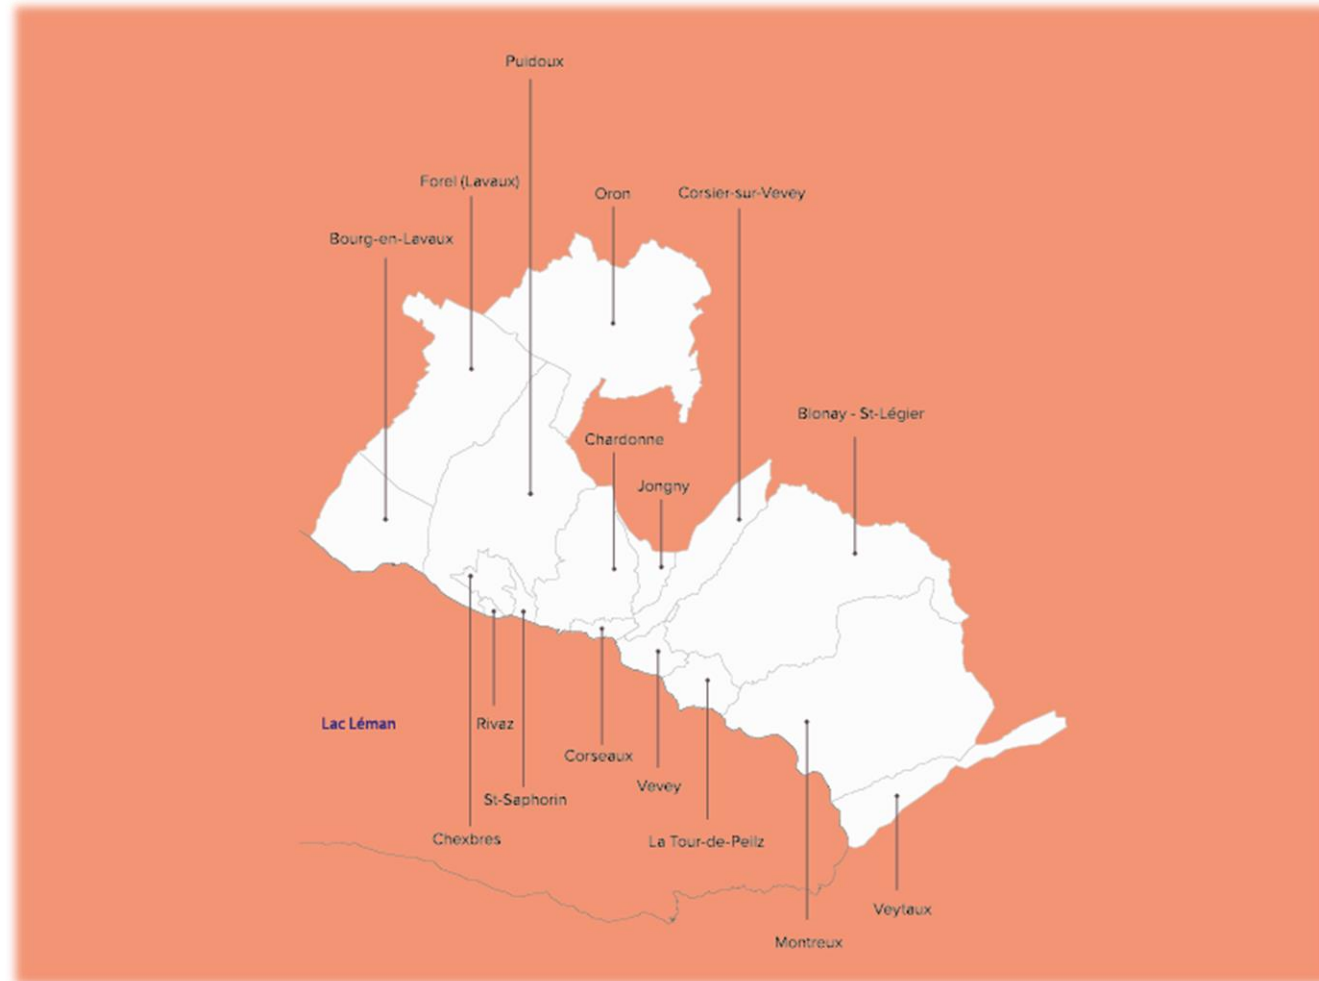 Puidoux
Forel (Lavaux)
Oron
Corsier-sur-Vevey
Bourg-en-Lavaux
Blonay - St-Légier
Chardonne
Jongny
Lac Léman
Rivaz
Corseaux
Vevey
St-Saphorin
Chexbres
La Tour-de-Peilz
Veytaux
Montreux